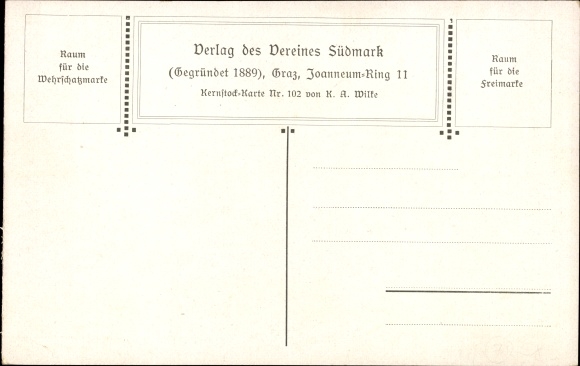 Raum
für die
Wehrschatzmarke
Verlag des Vereines Südmark
(Gegründet 1889), Graz, Joanneum-Ring 11
Kernstock-Karte Nr. 102 von K. A. Wilke
Raum
für die
Freimarke